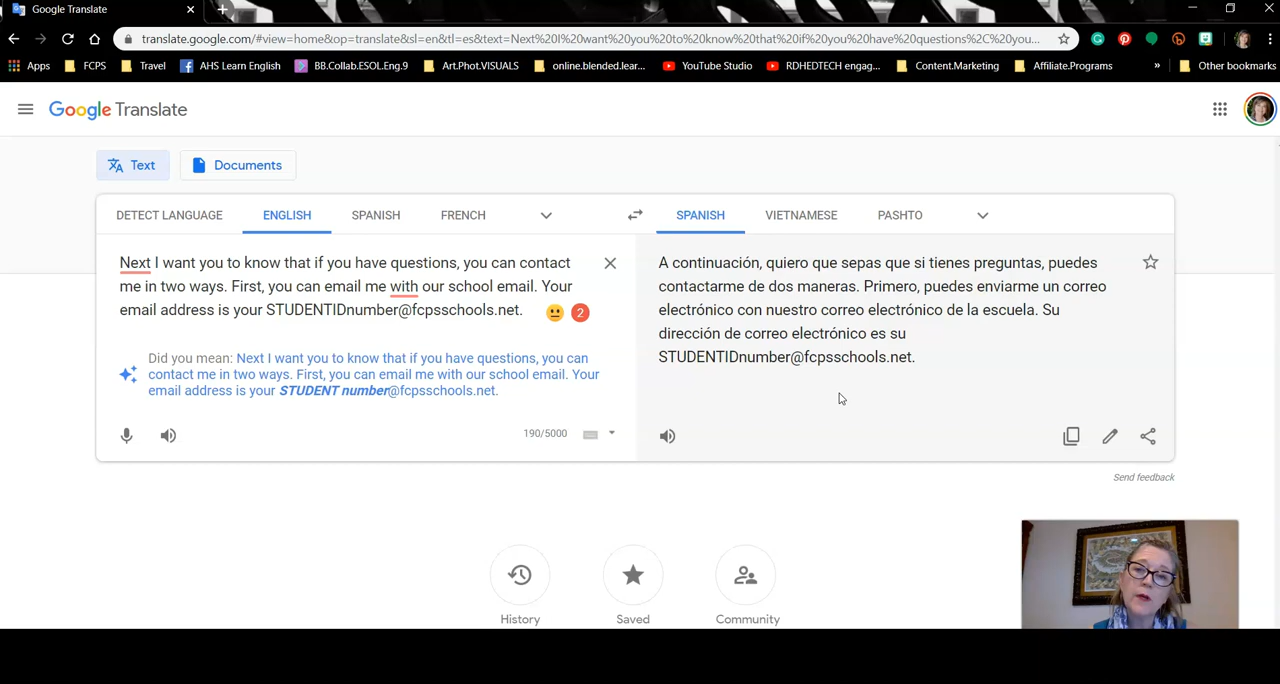 Google Translate
translate.google.com/#view=home&op=translate&sl=en&tl=es&text=Next%20I%20want%20you%20to%20know%20that%20if%20you%20have%20questions%2C%20you...
Apps FCPS Travel AHS Learn English BB.Collab.ESOL.Eng.9 Art.Phot.VISUALS online.blended.lear... YouTube Studio RDHEDTECH engag... Content.Marketing Affiliate.Programs » Other bookmarks
Google Translate
Text Documents
DETECT LANGUAGE ENGLISH SPANISH FRENCH SPANISH VIETNAMESE PASHTO
Next I want you to know that if you have questions, you can contact
me in two ways. First, you can email me with our school email. Your
email address is your STUDENTIDnumber@fcpsschools.net.
2
Did you mean: Next I want you to know that if you have questions, you can
contact me in two ways. First, you can email me with our school email. Your
email address is your STUDENT number@fcpsschools.net.
190/5000
A continuación, quiero que sepas que si tienes preguntas, puedes
contactarme de dos maneras. Primero, puedes enviarme un correo
electrónico con nuestro correo electrónico de la escuela. Su
dirección de correo electrónico es su
STUDENTIDnumber@fcpsschools.net.
Send feedback
History Saved Community